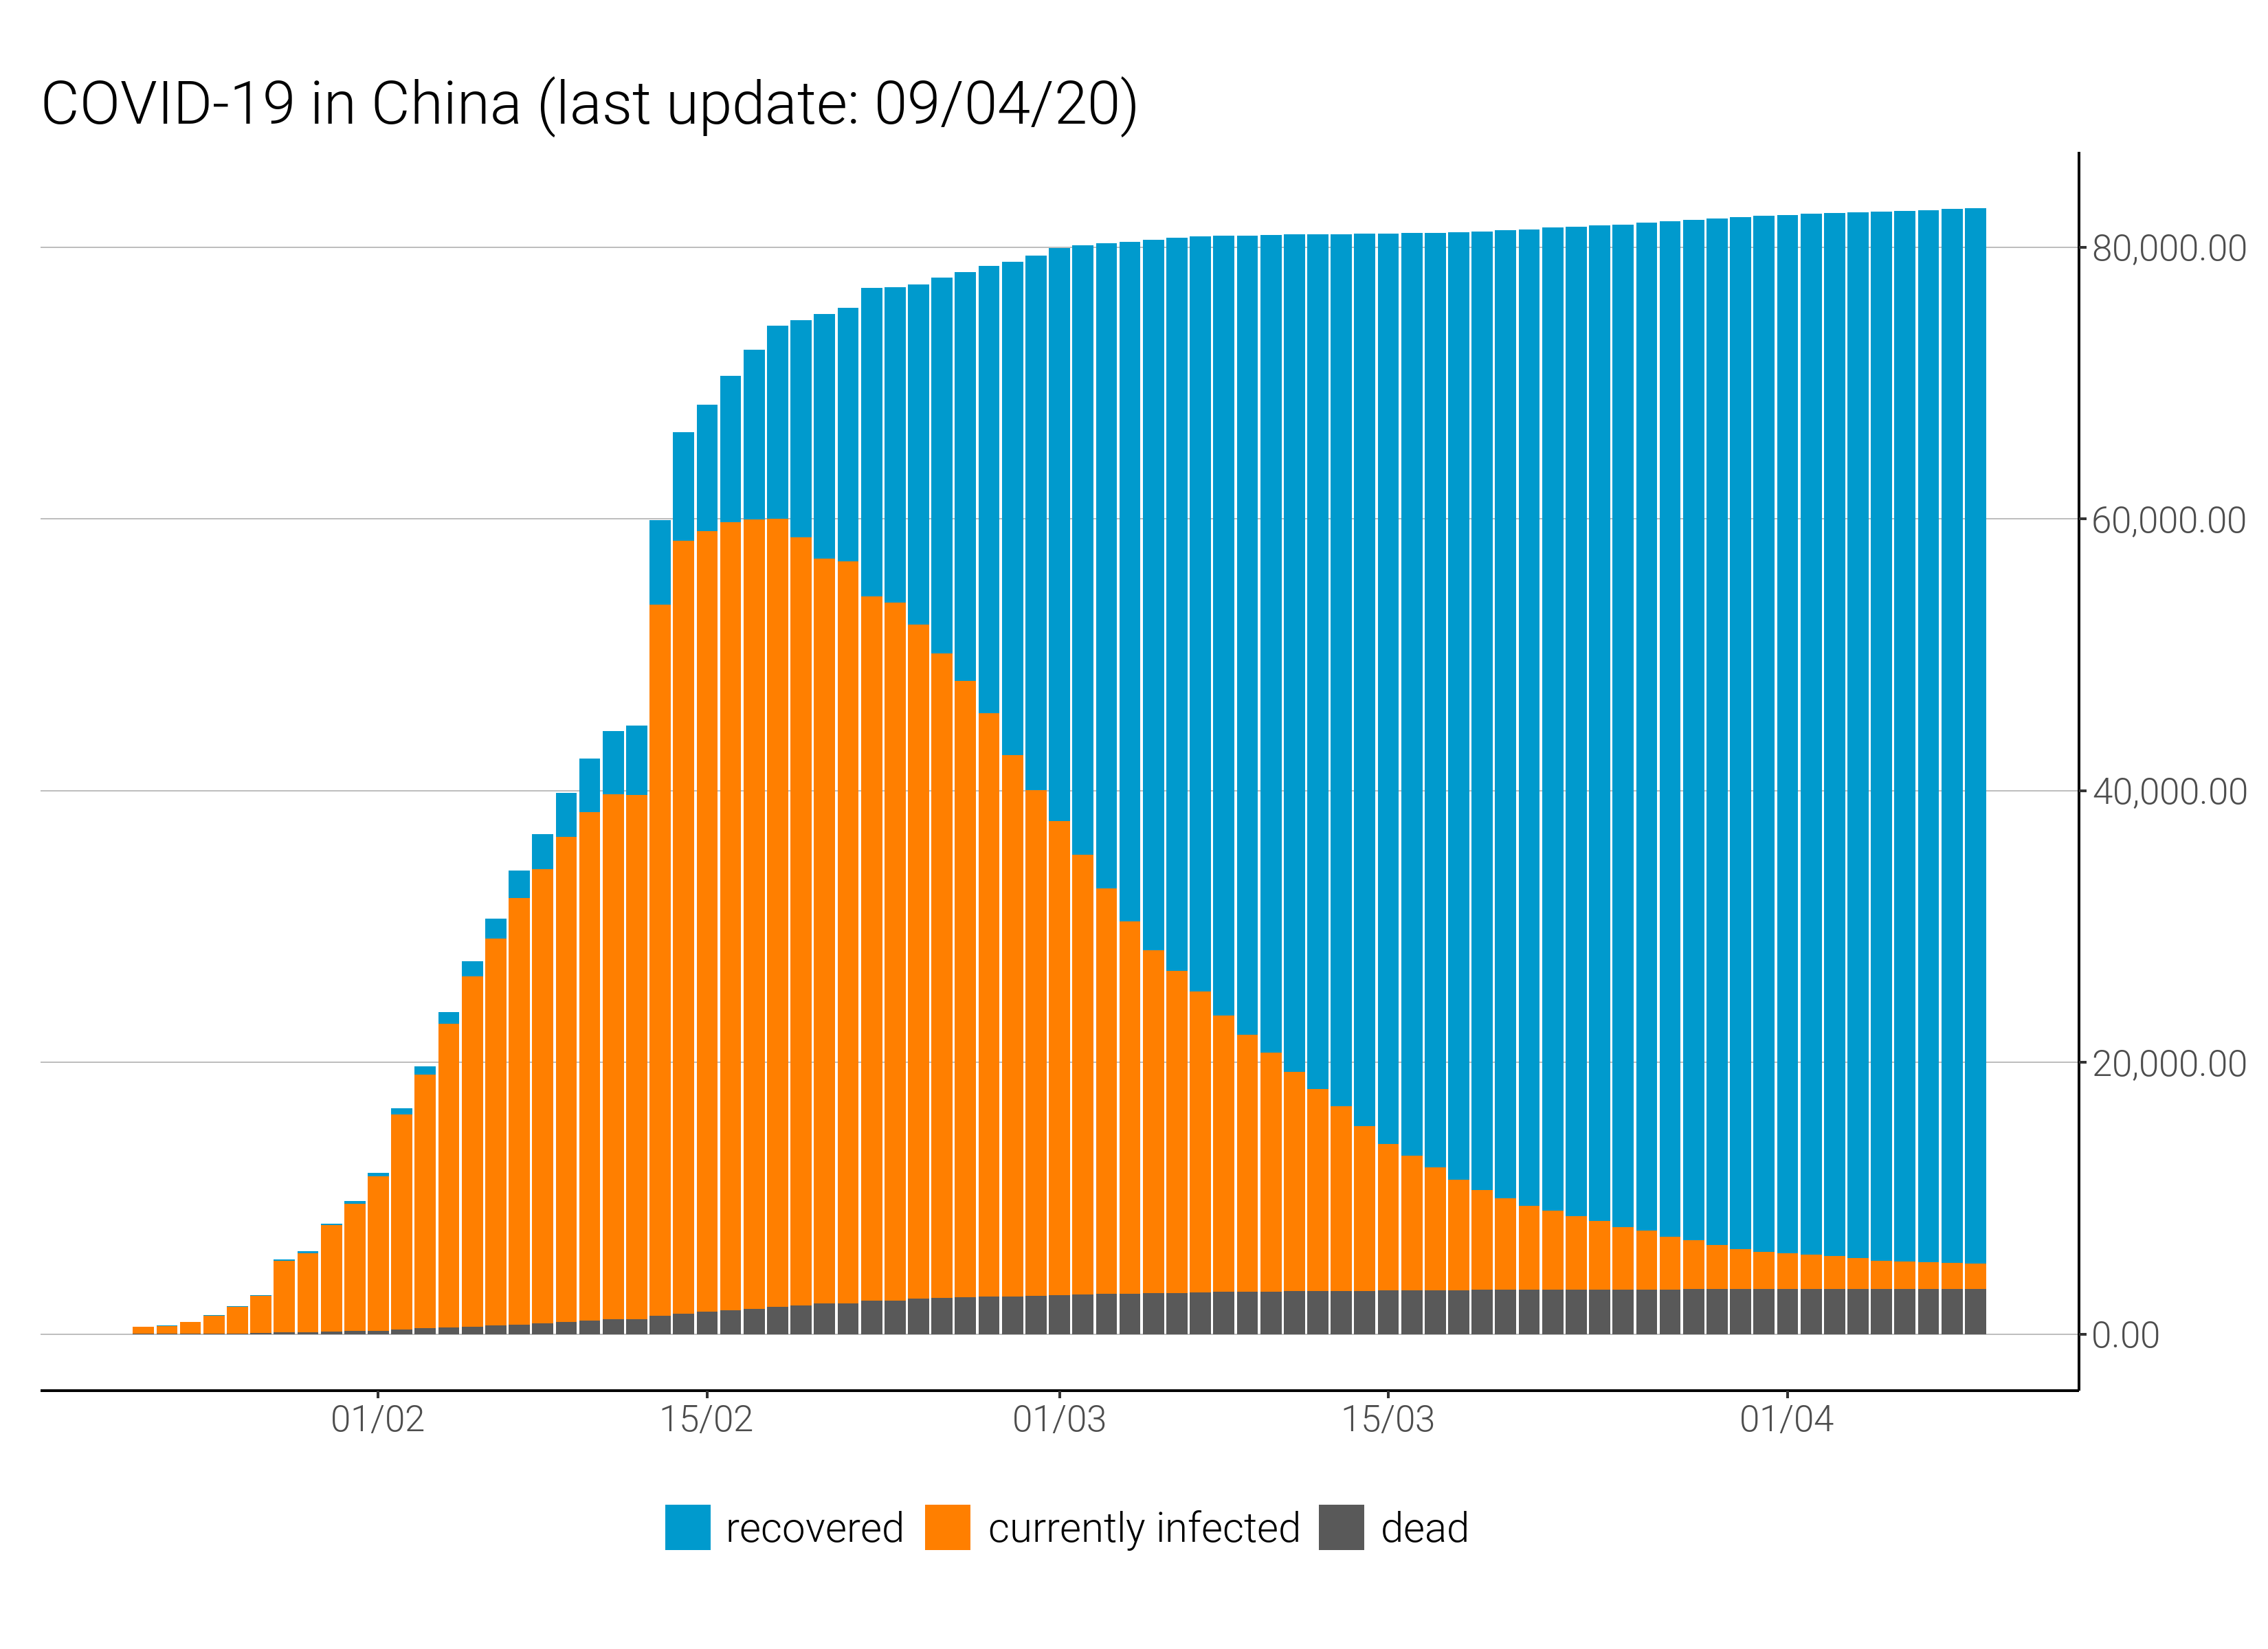 COVID-19 in China (last update: 09/04/20)
80,000.00
60,000.00
40,000.00
20,000.00
0.00
01/02 15/02 01/03 15/03 01/04
recovered currently infected dead